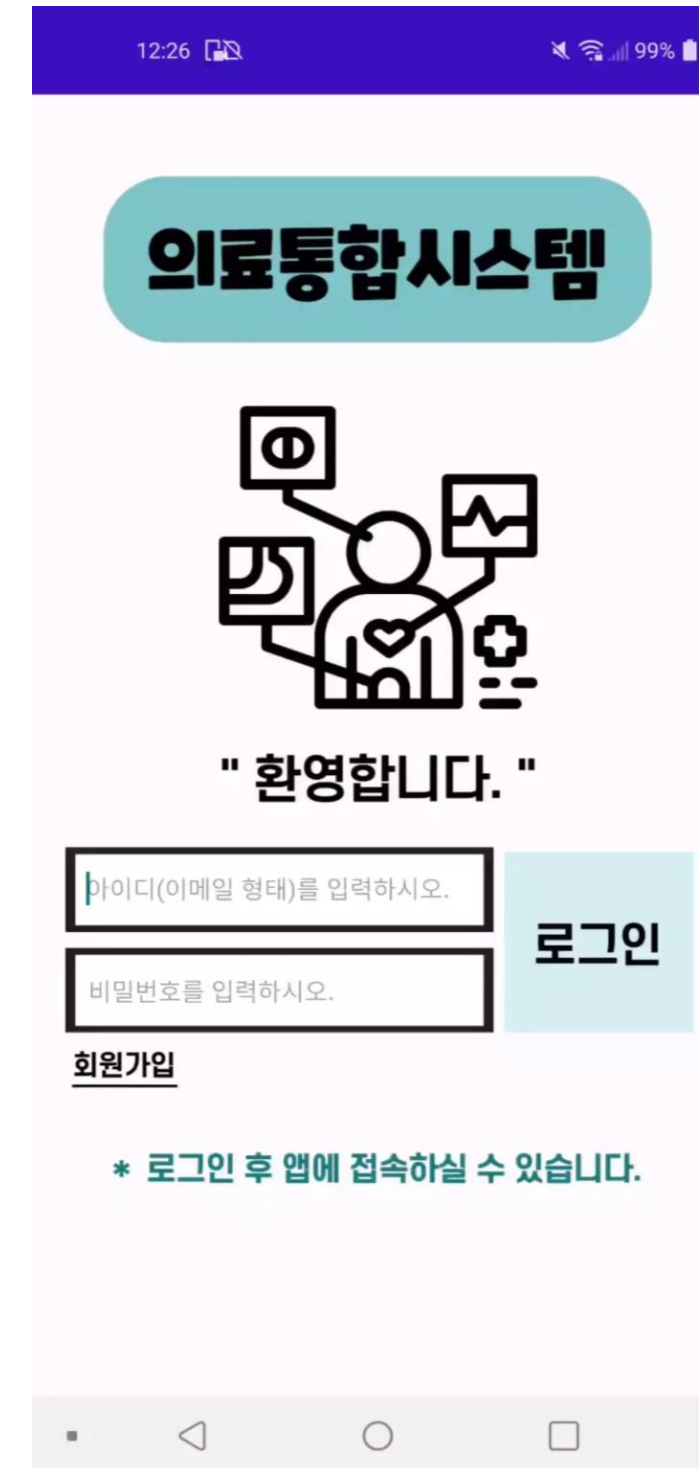 12:26 99%
의료통합시스템
" 환영합니다. "
아이디(이메일 형태)를 입력하시오.
비밀번호를 입력하시오.
로그인
회원가입
* 로그인 후 앱에 접속하실 수 있습니다.